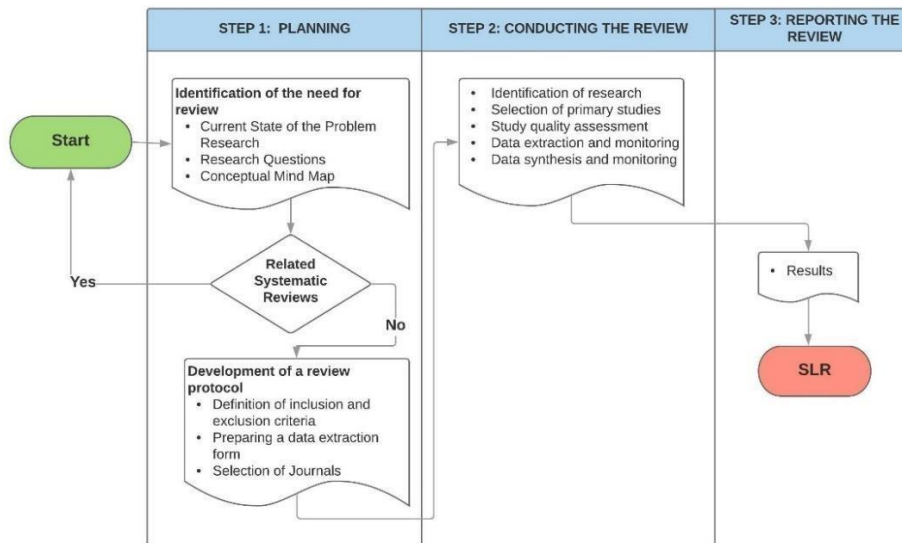 STEP 1: PLANNING
STEP 2: CONDUCTING THE REVIEW
STEP 3: REPORTING THE
REVIEW
Start
Identification of the need for
review
• Current State of the Problem
Research
• Research Questions
• Conceptual Mind Map
Related
Systematic
Reviews
Yes
No
Development of a review
protocol
• Definition of inclusion and
exclusion criteria
• Preparing a data extraction
form
• Selection of Journals
• Identification of research
• Selection of primary studies
• Study quality assessment
• Data extraction and monitoring
• Data synthesis and monitoring
• Results
SLR